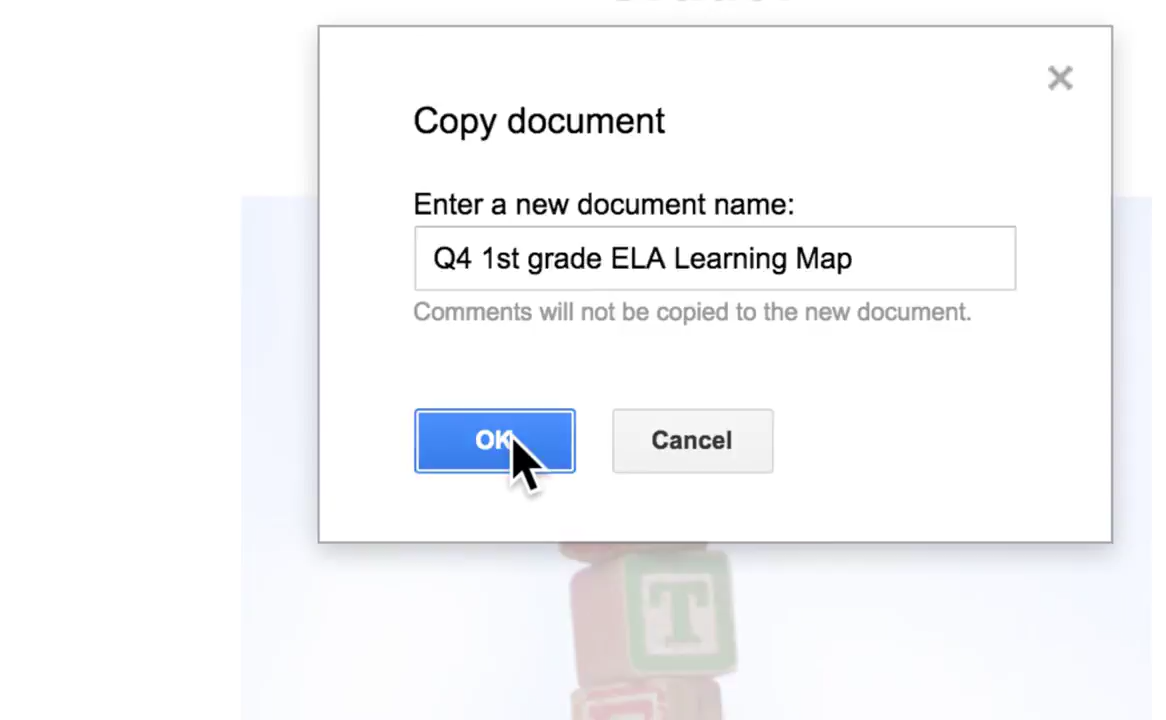 Copy document
Enter a new document name:
Q4 1st grade ELA Learning Map
Comments will not be copied to the new document.
OK
Cancel
T